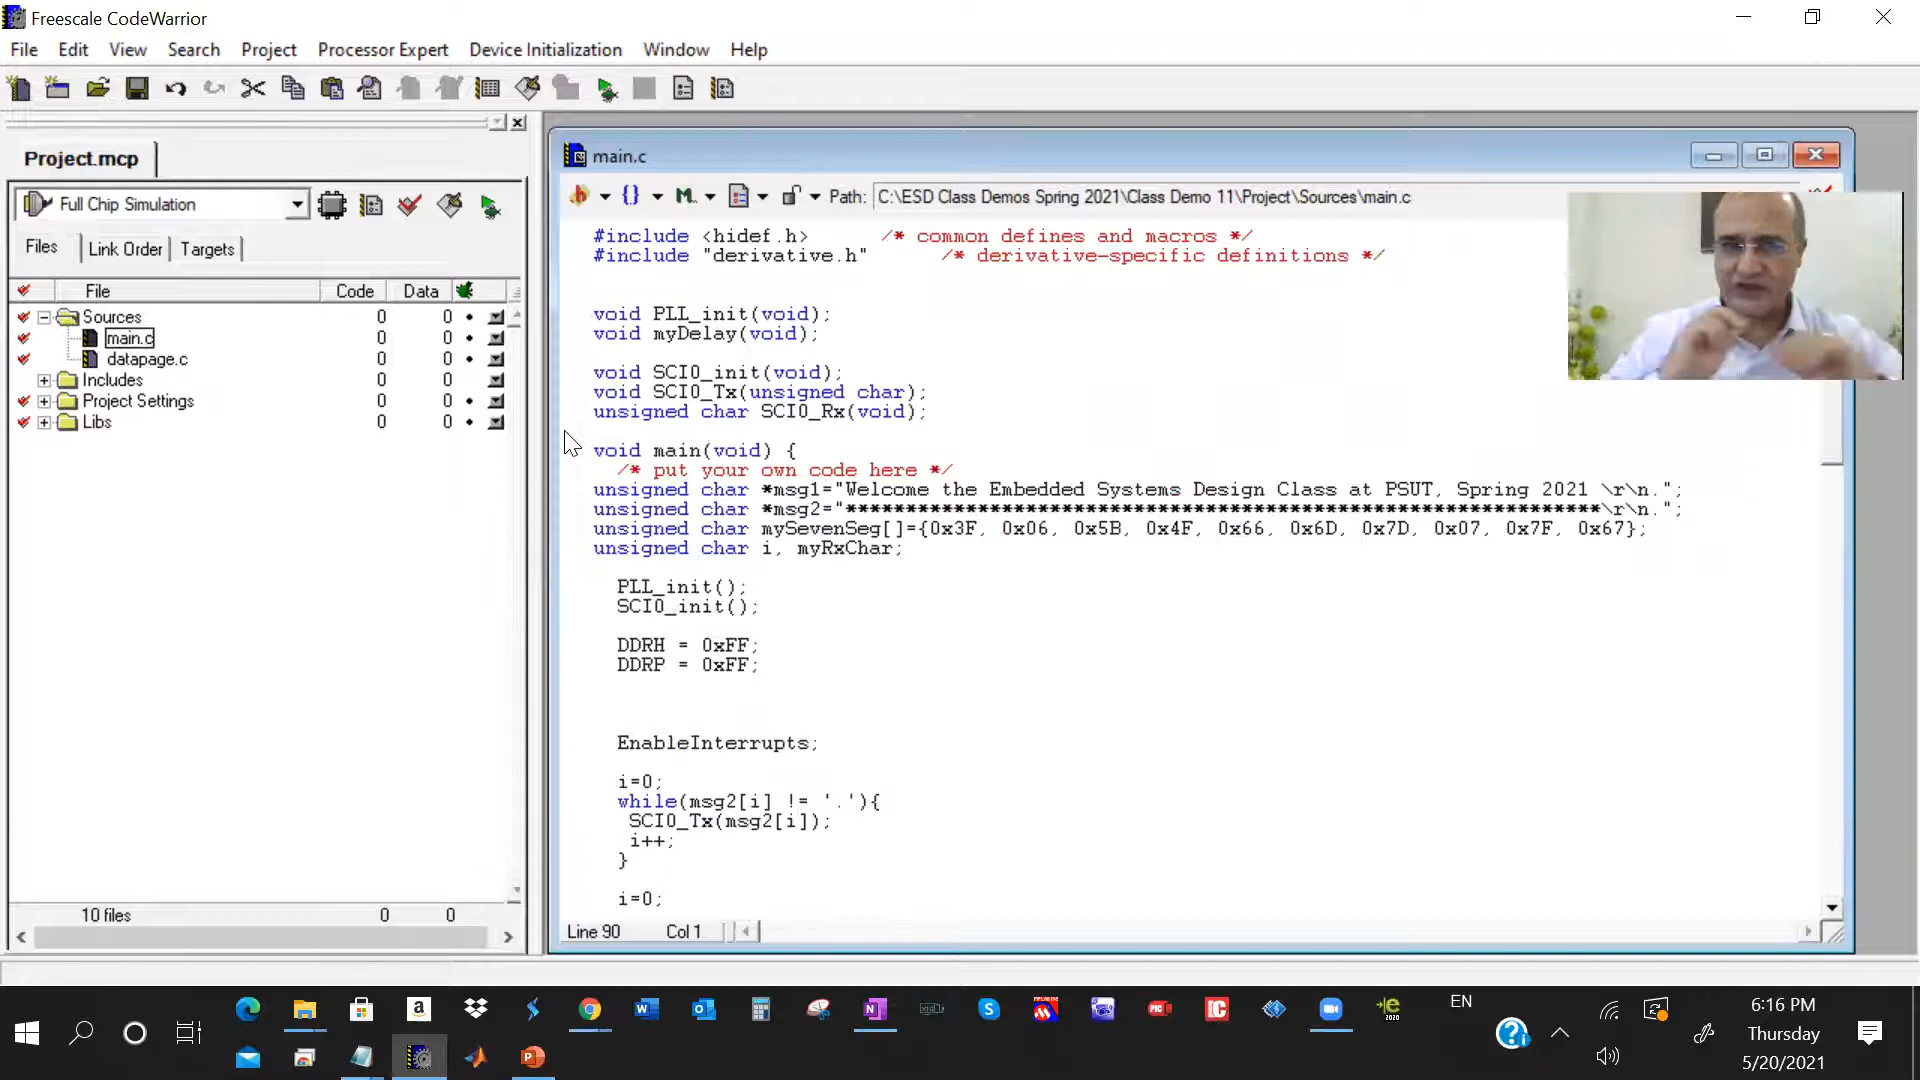 Freescale CodeWarrior
File Edit View Search Project Processor Expert Device Initialization Window Help
Project.mcp
Full Chip Simulation
Files Link Order Targets
File Code Data
Sources 0 0
main.c 0 0
datapage.c 0 0
Includes 0 0
Project Settings 0 0
Libs 0 0
10 files 0 0
main.c
Path: C:\ESD Class Demos Spring 2021\Class Demo 11\Project\Sources\main.c
#include <hidef.h> /* common defines and macros */
#include "derivative.h" /* derivative-specific definitions */
void PLL_init(void);
void myDelay(void);
void SCI0_init(void);
void SCI0_Tx(unsigned char);
unsigned char SCI0_Rx(void);
void main(void) {
/* put your own code here */
unsigned char *msg1="Welcome the Embedded Systems Design Class at PSUT, Spring 2021 \r\n.";
unsigned char *msg2="***************************************************************\r\n.";
unsigned char mySevenSeg[]={0x3F, 0x06, 0x5B, 0x4F, 0x66, 0x6D, 0x7D, 0x07, 0x7F, 0x67};
unsigned char i, myRxChar;
PLL_init();
SCI0_init();
DDRH = 0xFF;
DDRP = 0xFF;
EnableInterrupts;
i=0;
while(msg2[i] != '.'){
SCI0_Tx(msg2[i]);
i++;
}
i=0;
Line 90 Col 1
EN
6:16 PM
Thursday
5/20/2021